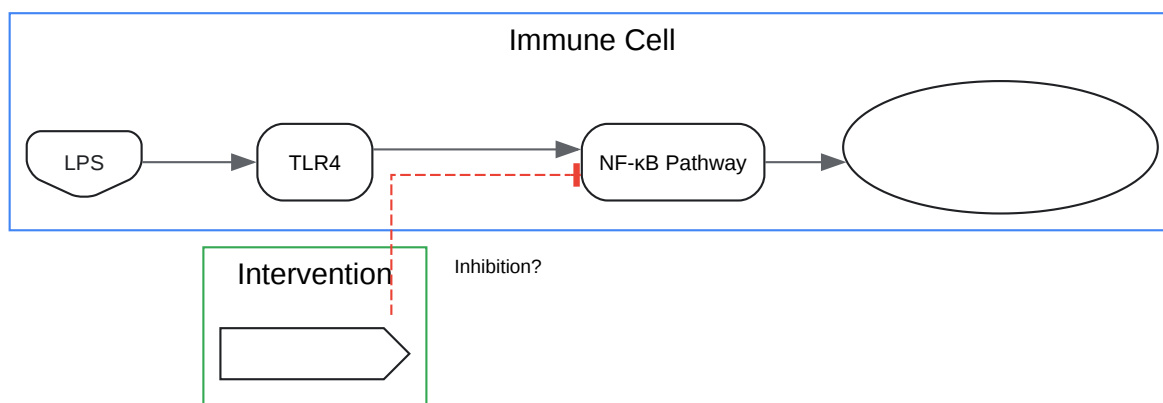 Immune Cell
LPS
TLR4
NF-κB Pathway
Intervention
Inhibition?